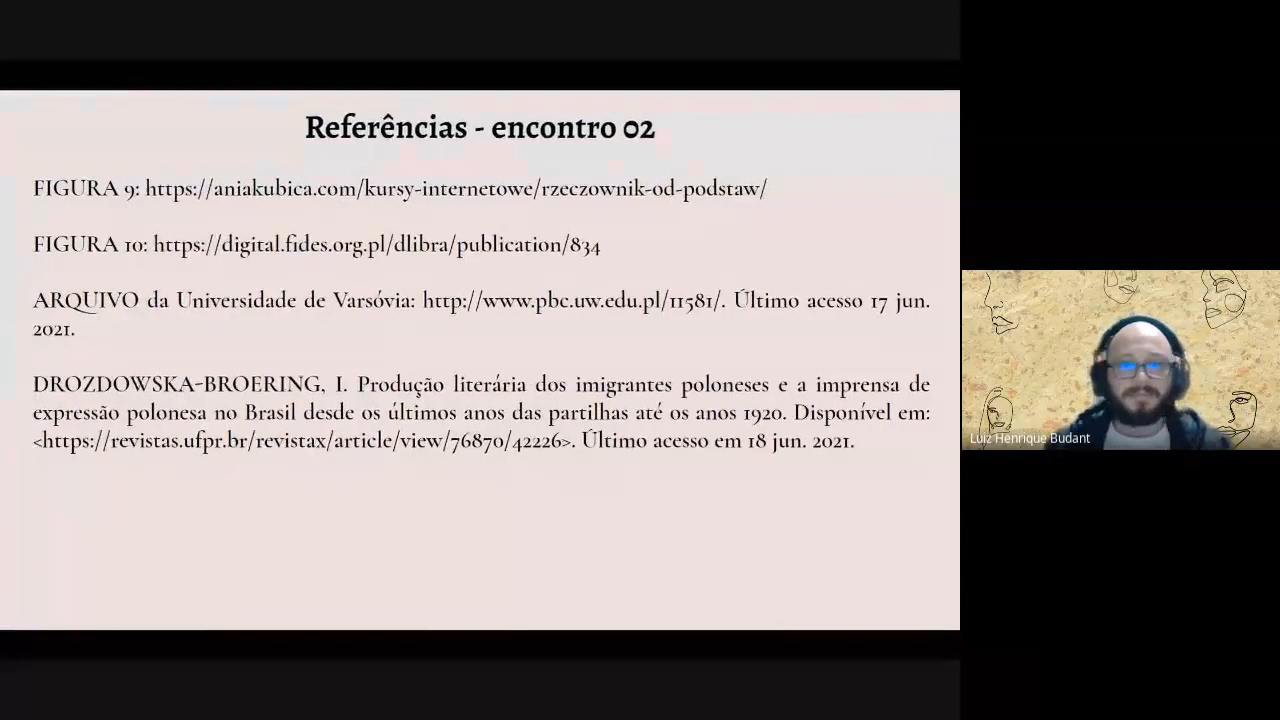 Referências - encontro 02
FIGURA 9: https://aniakubica.com/kursy-internetowe/rzeczownik-od-podstaw/
FIGURA 10: https://digital.fides.org.pl/dlibra/publication/834
ARQUIVO da Universidade de Varsóvia: http://www.pbc.uw.edu.pl/11581/. Último acesso 17 jun.
2021.
DROZDOWSKA-BROERING, I. Produção literária dos imigrantes poloneses e a imprensa de
expressão polonesa no Brasil desde os últimos anos das partilhas até os anos 1920. Disponível em:
<https://revistas.ufpr.br/revistax/article/view/76870/42226>. Último acesso em 18 jun. 2021.
Luiz Henrique Budant